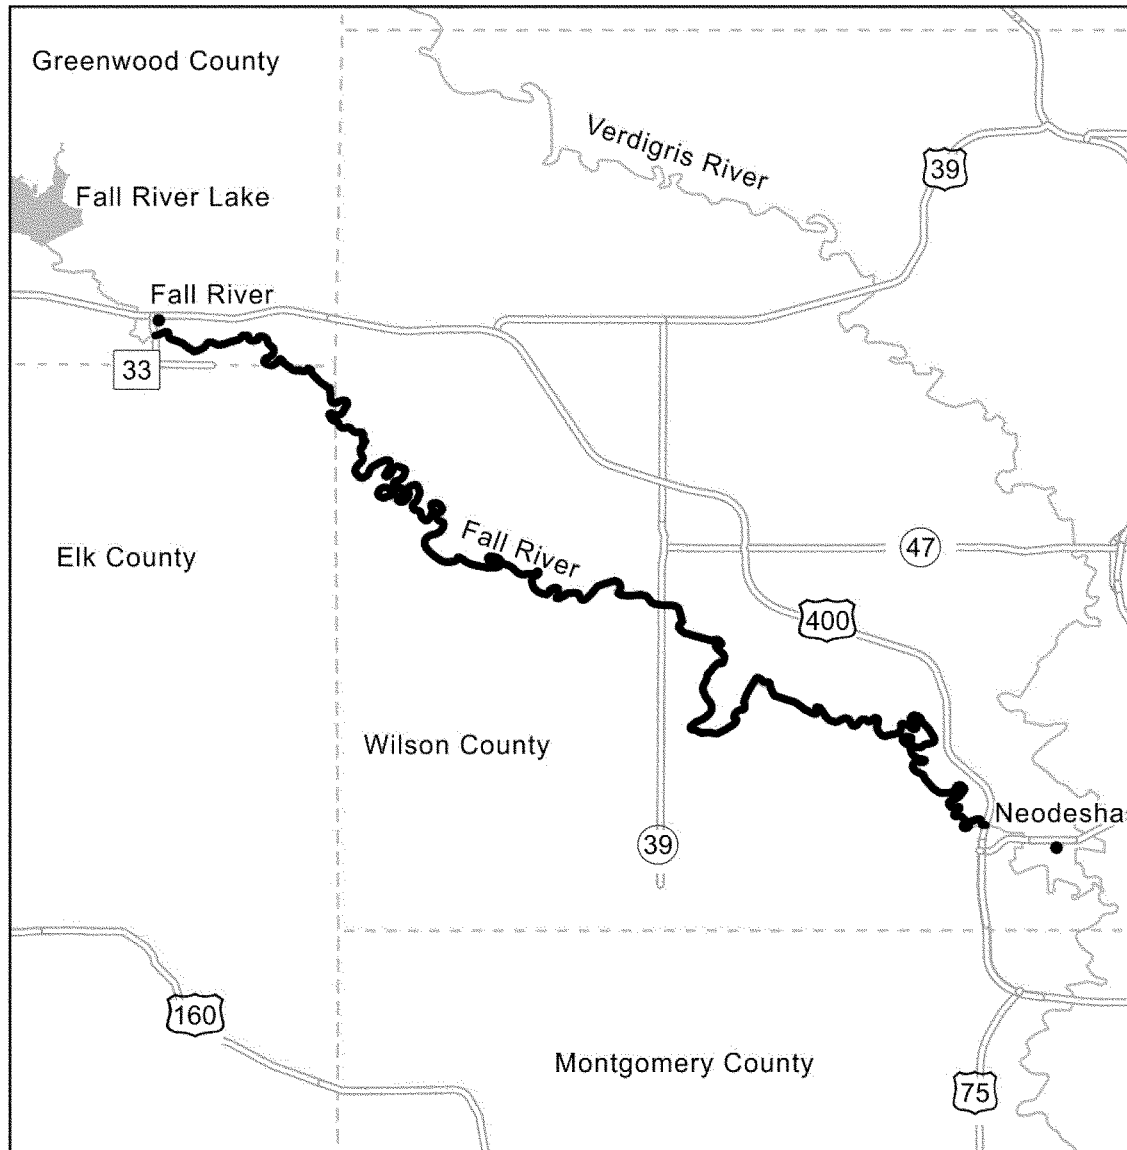 Greenwood County
Verdigris River
39
Fall River Lake
Fall River
33
Fall River
47
Elk County
400
Wilson County
Neodesha
39
160
Montgomery County
75